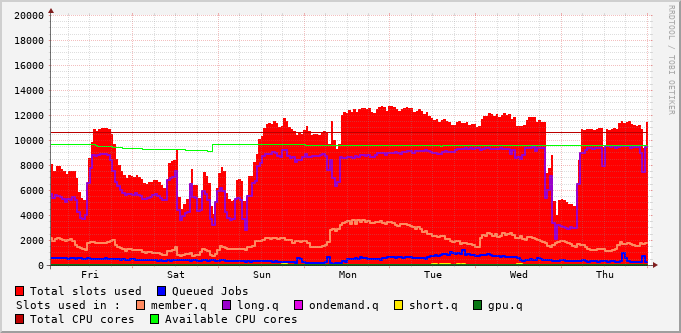 20000
18000
16000
14000
12000
10000
8000
6000
4000
2000
0
Fri Sat Sun Mon Tue Wed Thu
Total slots used Queued Jobs
Slots used in : member.q long.q ondemand.q short.q gpu.q
Total CPU cores Available CPU cores
RRDTOOL / TOBI OETIKER